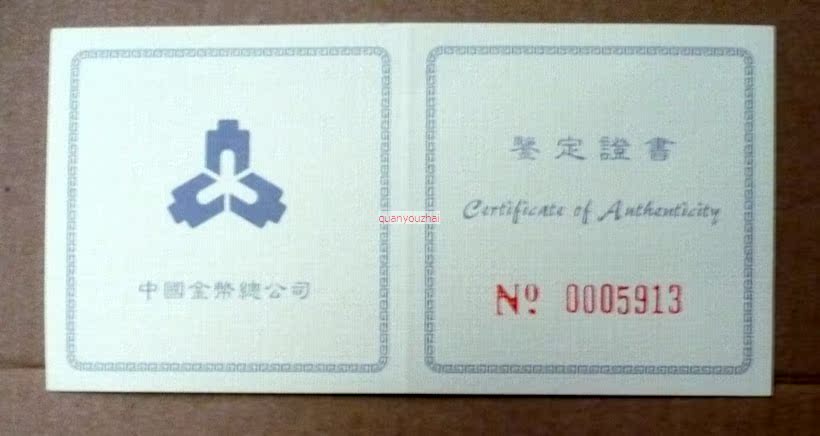 中國金幣總公司
鑒定證書
Certificate of Authenticity
Nº 0005913
quanyouzhai